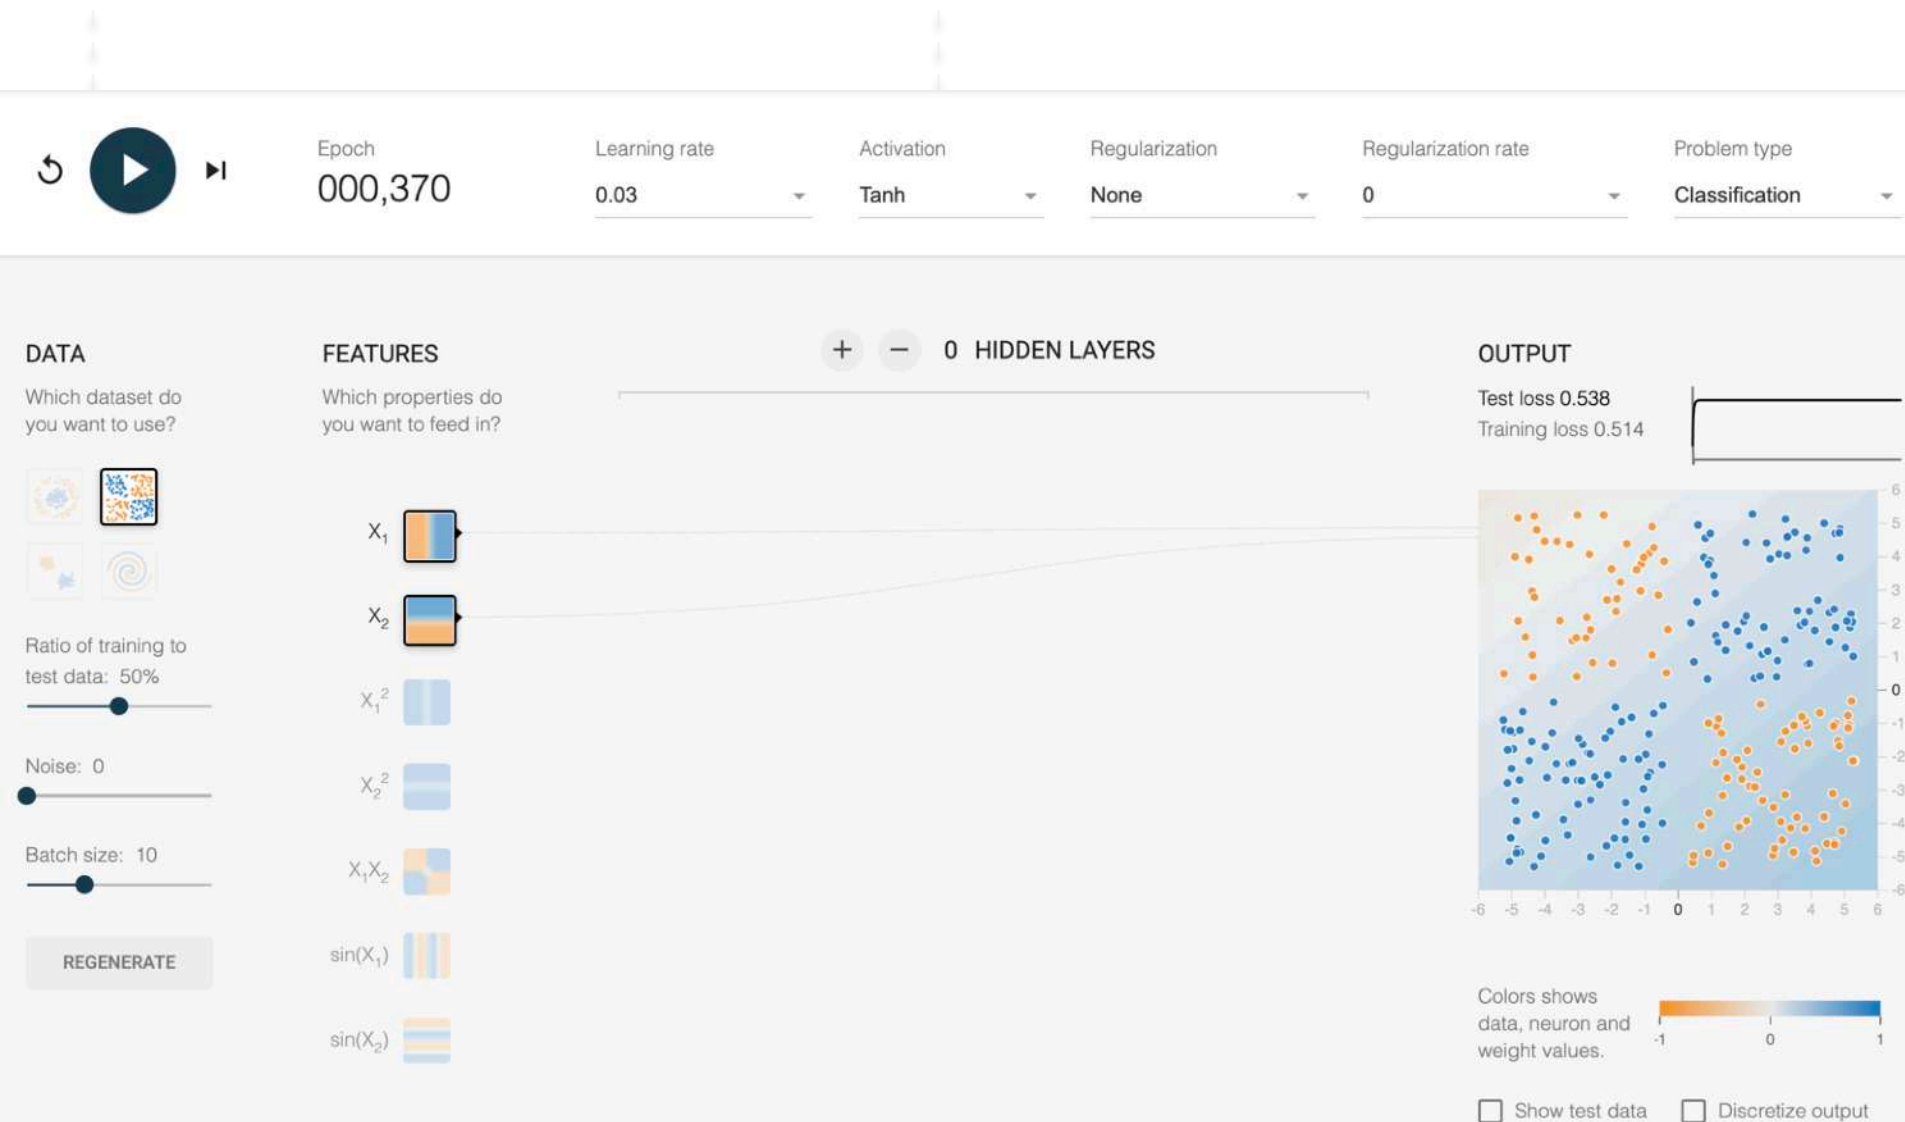 Epoch
000,370
Learning rate
0.03
Activation
Tanh
Regularization
None
Regularization rate
0
Problem type
Classification
DATA
Which dataset do
you want to use?
Ratio of training to
test data: 50%
Noise: 0
Batch size: 10
REGENERATE
FEATURES
Which properties do
you want to feed in?
X₁
X₂
X₁²
X₂²
X₁X₂
sin(X₁)
sin(X₂)
+ − 0 HIDDEN LAYERS
OUTPUT
Test loss 0.538
Training loss 0.514
6
5
4
3
2
1
0
-1
-2
-3
-4
-5
-6
-6 -5 -4 -3 -2 -1 0 1 2 3 4 5 6
Colors shows
data, neuron and
weight values.
-1 0 1
Show test data
Discretize output